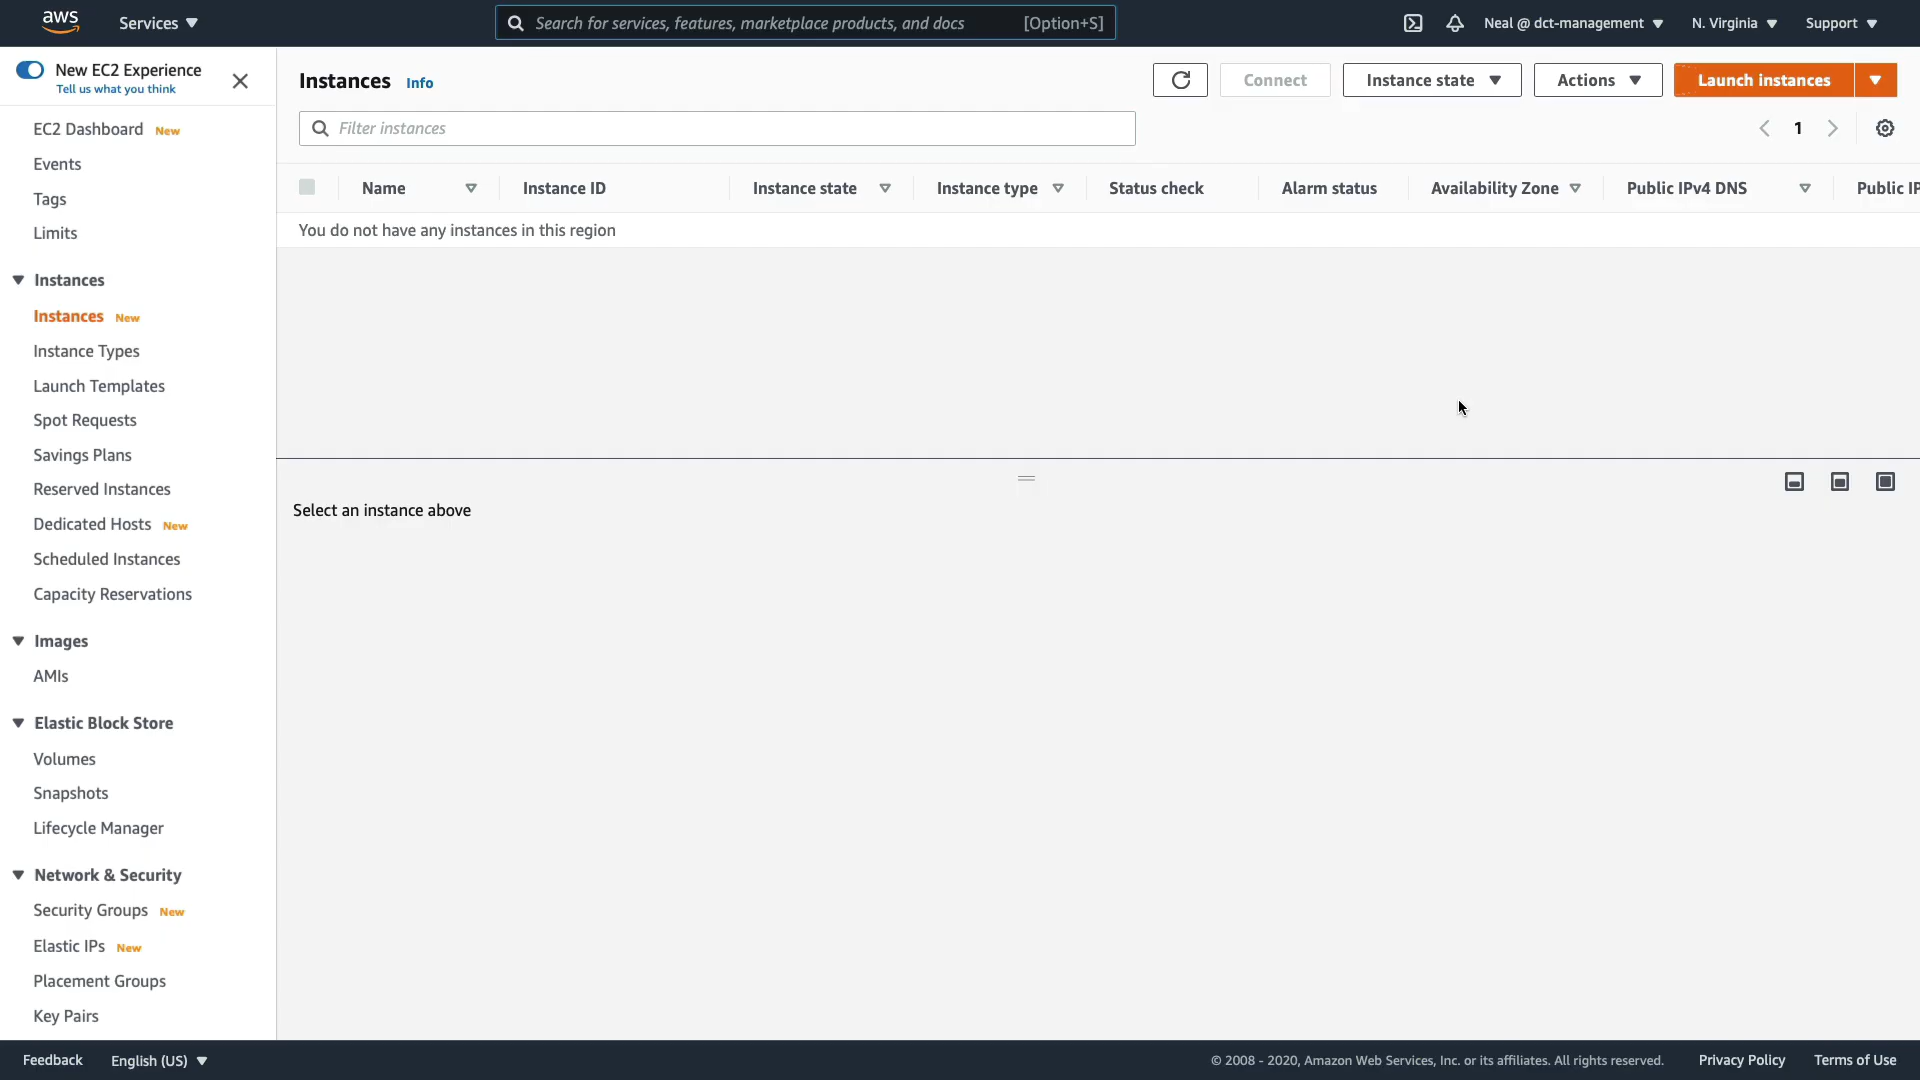 aws
Services
Search for services, features, marketplace products, and docs [Option+S]
Neal @ dct-management
N. Virginia
Support
New EC2 Experience
Tell us what you think
EC2 Dashboard New
Events
Tags
Limits
Instances
Instances New
Instance Types
Launch Templates
Spot Requests
Savings Plans
Reserved Instances
Dedicated Hosts New
Scheduled Instances
Capacity Reservations
Images
AMIs
Elastic Block Store
Volumes
Snapshots
Lifecycle Manager
Network & Security
Security Groups New
Elastic IPs New
Placement Groups
Key Pairs
Instances Info
Connect
Instance state
Actions
Launch instances
Filter instances
1
Name Instance ID Instance state Instance type Status check Alarm status Availability Zone Public IPv4 DNS Public IP
You do not have any instances in this region
Select an instance above
Feedback
English (US)
© 2008 - 2020, Amazon Web Services, Inc. or its affiliates. All rights reserved.
Privacy Policy
Terms of Use